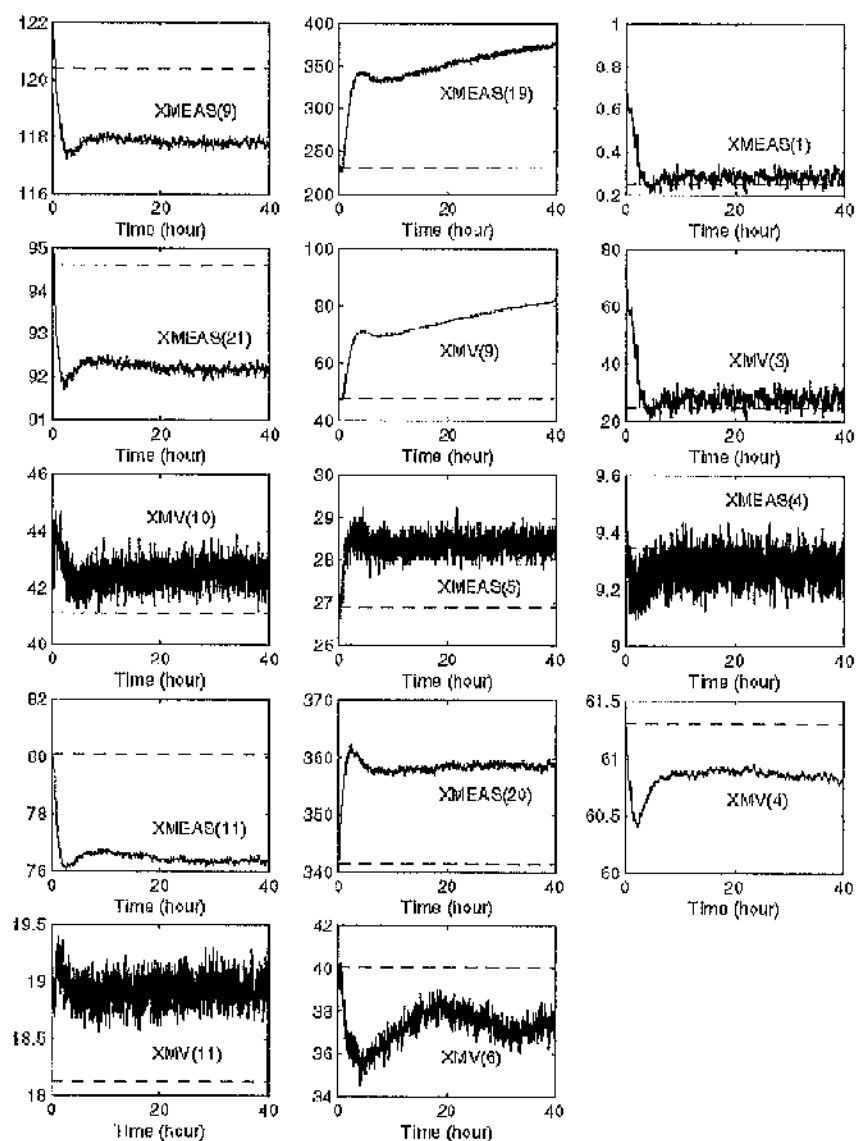 122
120
118
116
XMEAS(9)
0 20 40
Time (hour)
400
350
300
250
200
XMEAS(19)
0 20 40
Time (hour)
1
0.8
0.6
0.4
0.2
XMEAS(1)
0 20 40
Time (hour)
95
94
93
92
91
XMEAS(21)
0 20 40
Time (hour)
100
80
60
40
XMV(9)
0 20 40
Time (hour)
80
60
40
20
XMV(3)
0 20 40
Time (hour)
46
44
42
40
XMV(10)
0 20 40
Time (hour)
30
29
28
27
26
XMEAS(5)
0 20 40
Time (hour)
9.6
9.4
9.2
9
XMEAS(4)
0 20 40
Time (hour)
82
80
78
76
XMEAS(11)
0 20 40
Time (hour)
370
360
350
340
XMEAS(20)
0 20 40
Time (hour)
61.5
61
60.5
60
XMV(4)
0 20 40
Time (hour)
19.5
19
18.5
18
XMV(11)
0 20 40
Time (hour)
42
40
38
36
34
XMV(6)
0 20 40
Time (hour)